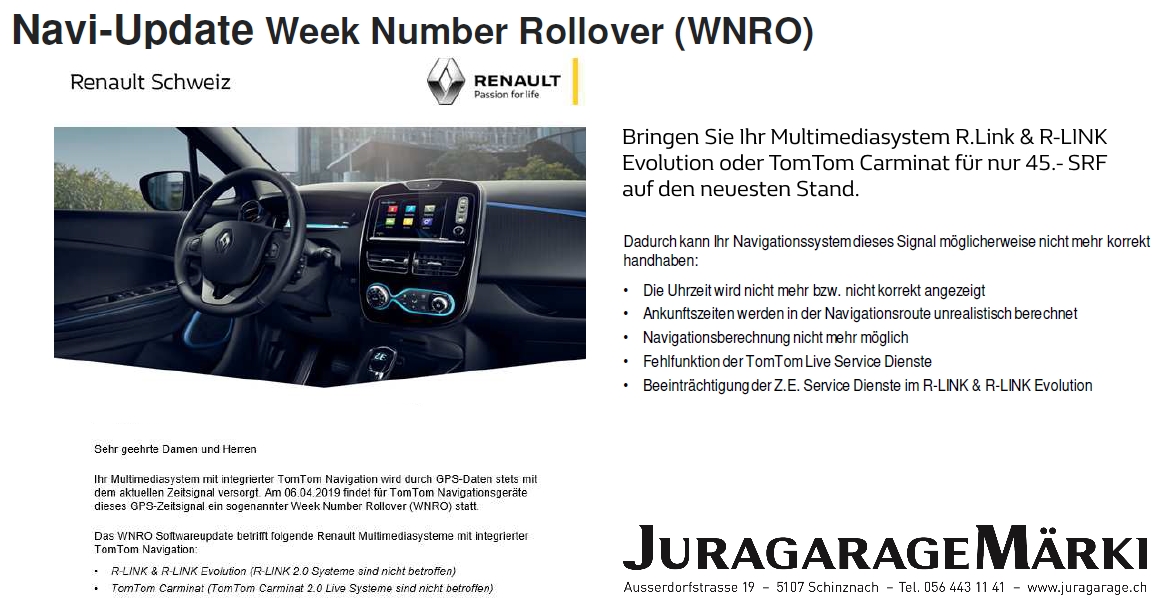 Navi-Update Week Number Rollover (WNRO)
Renault Schweiz
RENAULT
Passion for life
Bringen Sie Ihr Multimediasystem R.Link & R-LINK
Evolution oder TomTom Carminat für nur 45.- SRF
auf den neuesten Stand.
Dadurch kann Ihr Navigationssystem dieses Signal möglicherweise nicht mehr korrekt
handhaben:
• Die Uhrzeit wird nicht mehr bzw. nicht korrekt angezeigt
• Ankunftszeiten werden in der Navigationsroute unrealistisch berechnet
• Navigationsberechnung nicht mehr möglich
• Fehlfunktion der TomTom Live Service Dienste
• Beeinträchtigung der Z.E. Service Dienste im R-LINK & R-LINK Evolution
Sehr geehrte Damen und Herren
Ihr Multimediasystem mit integrierter TomTom Navigation wird durch GPS-Daten stets mit
dem aktuellen Zeitsignal versorgt. Am 06.04.2019 findet für TomTom Navigationsgeräte
dieses GPS-Zeitsignal ein sogenannter Week Number Rollover (WNRO) statt.
Das WNRO Softwareupdate betrifft folgende Renault Multimediasysteme mit integrierter
TomTom Navigation:
• R-LINK & R-LINK Evolution (R-LINK 2.0 Systeme sind nicht betroffen)
• TomTom Carminat (TomTom Carminat 2.0 Live Systeme sind nicht betroffen)
JURAGARAGEMÄRKI
Ausserdorfstrasse 19 – 5107 Schinznach – Tel. 056 443 11 41 – www.juragarage.ch